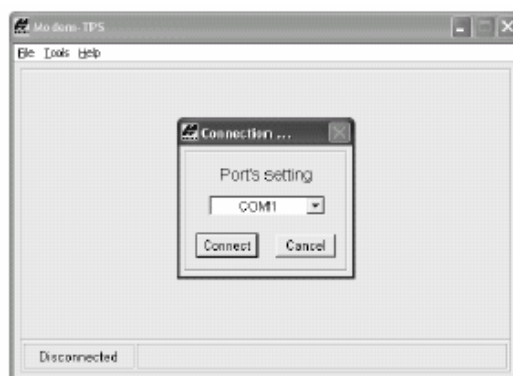 Modem-TPS
File Tools Help
Connection ...
Port's setting
COM1
Connect Cancel
Disconnected